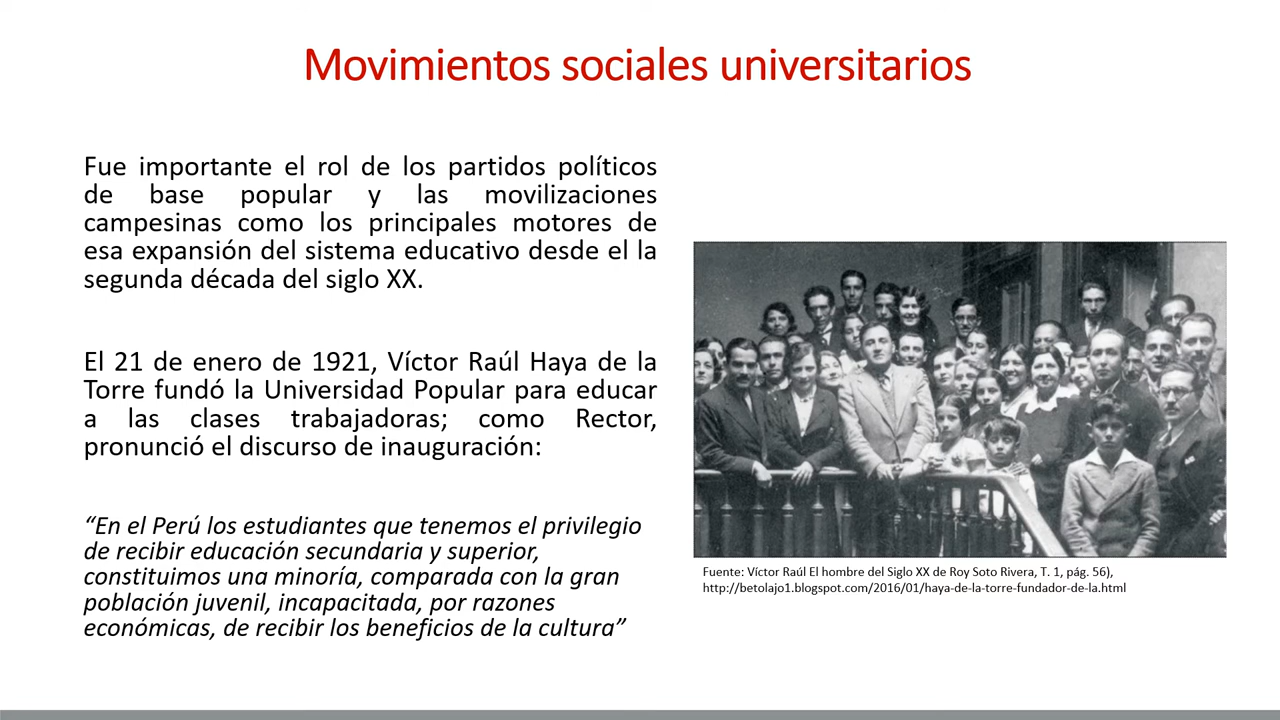 Movimientos sociales universitarios
Fue importante el rol de los partidos políticos
de base popular y las movilizaciones
campesinas como los principales motores de
esa expansión del sistema educativo desde el la
segunda década del siglo XX.
El 21 de enero de 1921, Víctor Raúl Haya de la
Torre fundó la Universidad Popular para educar
a las clases trabajadoras; como Rector,
pronunció el discurso de inauguración:
“En el Perú los estudiantes que tenemos el privilegio
de recibir educación secundaria y superior,
constituimos una minoría, comparada con la gran
población juvenil, incapacitada, por razones
económicas, de recibir los beneficios de la cultura”
Fuente: Víctor Raúl El hombre del Siglo XX de Roy Soto Rivera, T. 1, pág. 56),
http://betolajo1.blogspot.com/2016/01/haya-de-la-torre-fundador-de-la.html